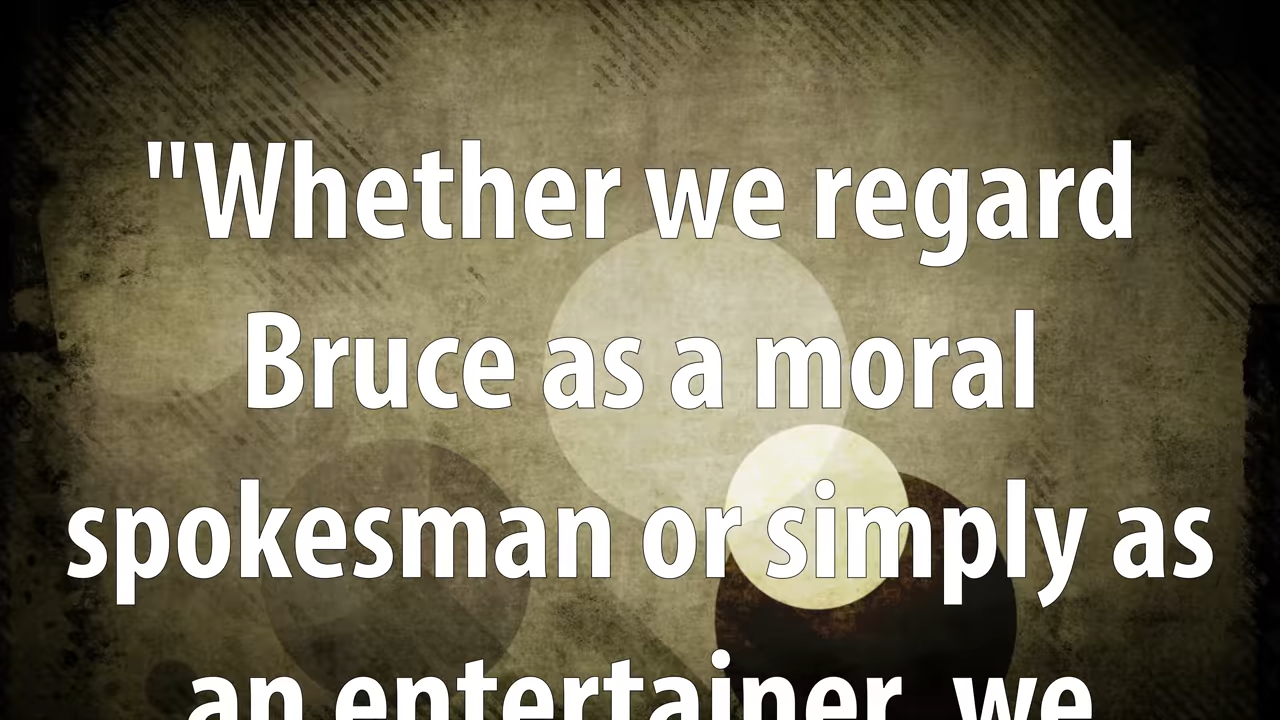 "Whether we regard
Bruce as a moral
spokesman or simply as
an entertainer, we